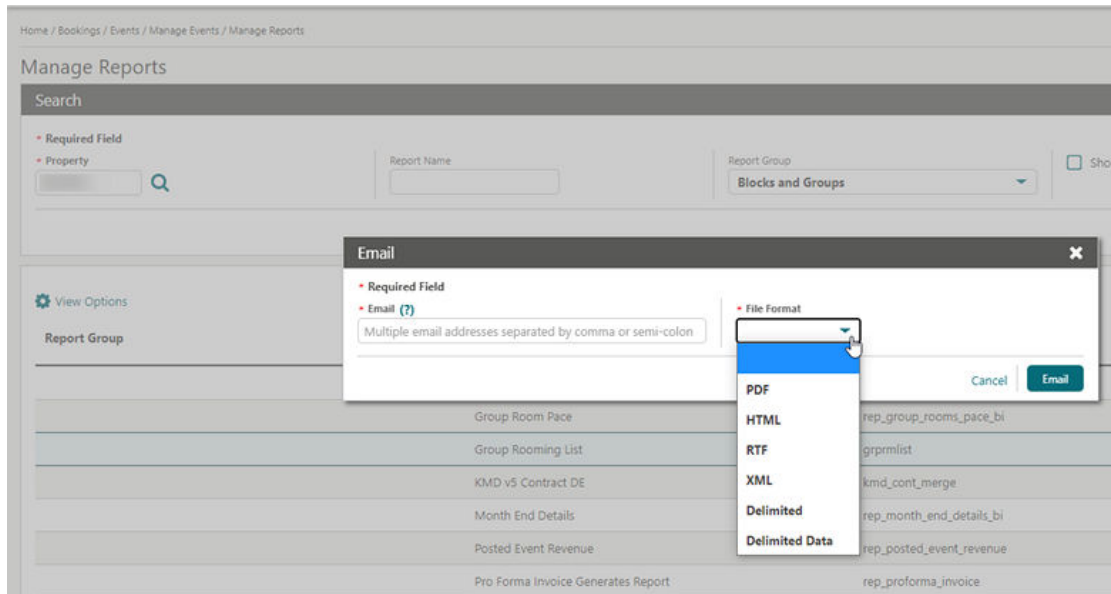 Home / Bookings / Events / Manage Events / Manage Reports
Manage Reports
Search
* Required Field
* Property
Report Name
Report Group
Blocks and Groups
Sho
Email
* Required Field
* Email (?)
Multiple email addresses separated by comma or semi-colon
* File Format
Cancel
Email
PDF
HTML
RTF
XML
Delimited
Delimited Data
View Options
Report Group
Group Room Pace rep_group_rooms_pace_bi
Group Rooming List grprmlist
KMD v5 Contract DE kmd_cont_merge
Month End Details rep_month_end_details_bi
Posted Event Revenue rep_posted_event_revenue
Pro Forma Invoice Generates Report rep_proforma_invoice